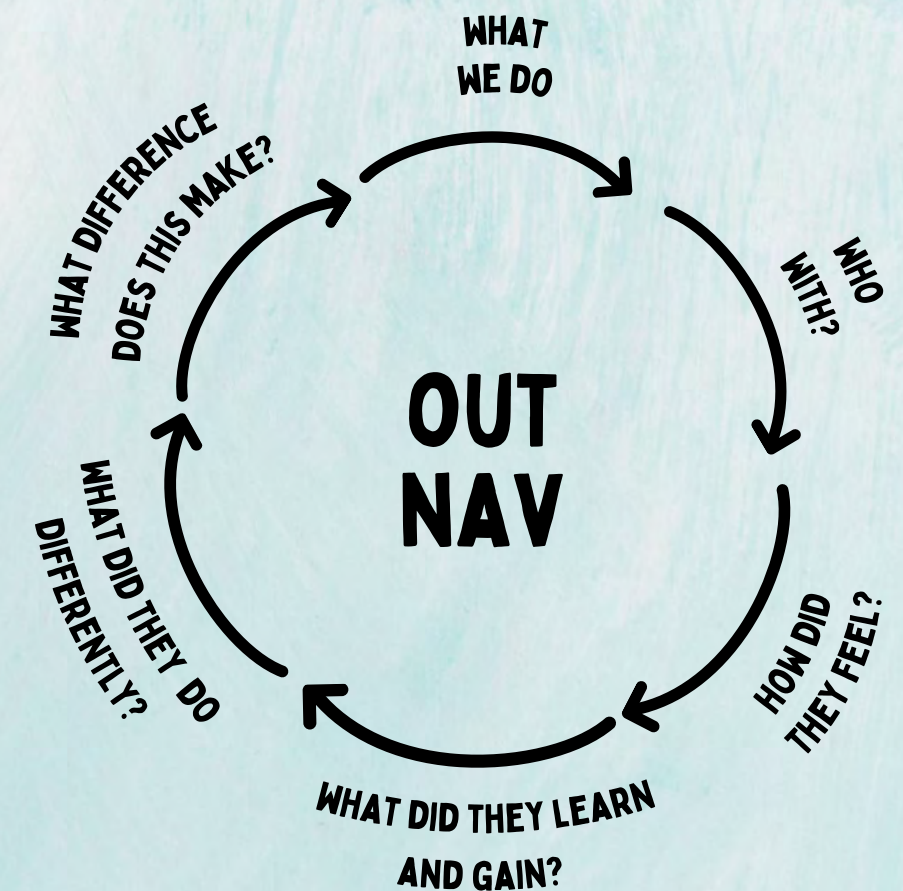 WHAT
WE DO
WHO
WITH?
HOW DID
THEY FEEL?
WHAT DID THEY LEARN
AND GAIN?
WHAT DID THEY DO
DIFFERENTLY?
WHAT DIFFERENCE
DOES THIS MAKE?
OUT
NAV